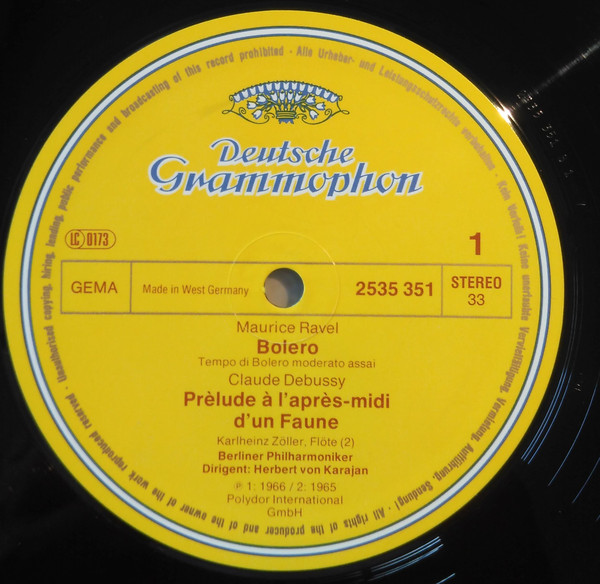 Unauthorized copying, hiring, lending, public performance and broadcasting of this record prohibited · Alle Urheber- und Leistungsschutzrechte vorbehalten · Kein Verleih! Keine unerlaubte Vervielfältigung, Vermietung, Aufführung, Sendung! · All rights of the producer and of the owner of the work reproduced reserved ·
Deutsche
Grammophon
LC 0173
1
GEMA
Made in West Germany
2535 351
STEREO
33
Maurice Ravel
Bolero
Tempo di Bolero moderato assai
Claude Debussy
Prèlude à l'après-midi
d'un Faune
Karlheinz Zöller, Flöte (2)
Berliner Philharmoniker
Dirigent: Herbert von Karajan
℗ 1: 1966 / 2: 1965
Polydor International
GmbH